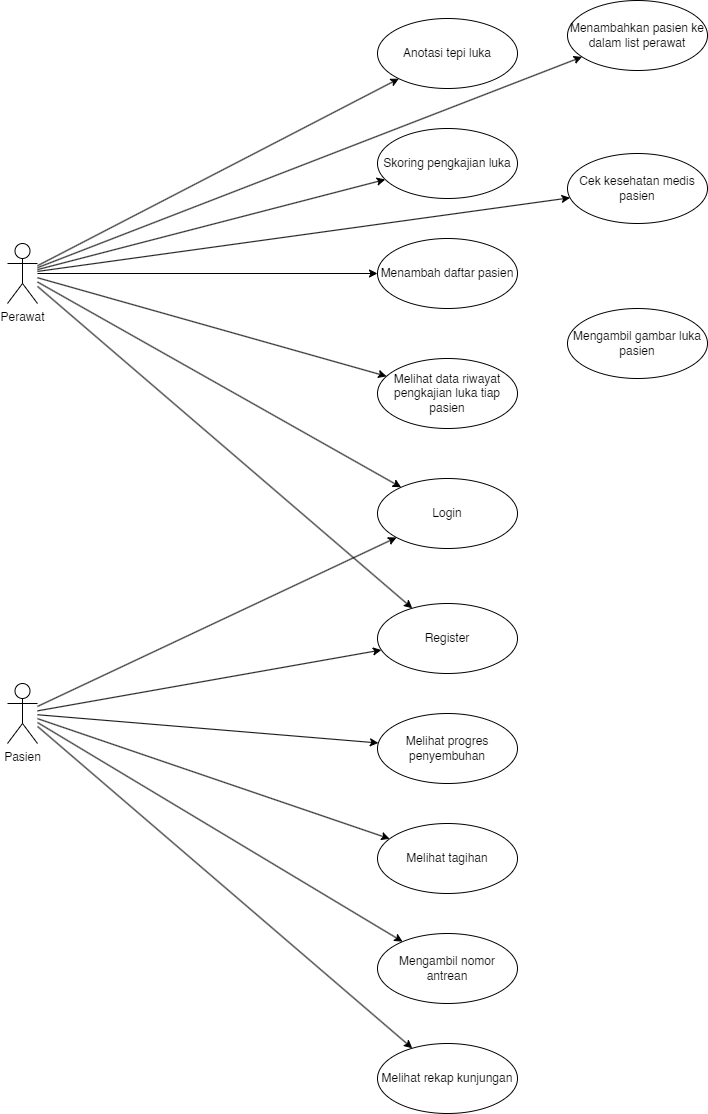 Menambahkan pasien ke
dalam list perawat
Anotasi tepi luka
Skoring pengkajian luka
Cek kesehatan medis
pasien
Menambah daftar pasien
Perawat
Mengambil gambar luka
pasien
Melihat data riwayat
pengkajian luka tiap
pasien
Login
Register
Pasien
Melihat progres
penyembuhan
Melihat tagihan
Mengambil nomor
antrean
Melihat rekap kunjungan